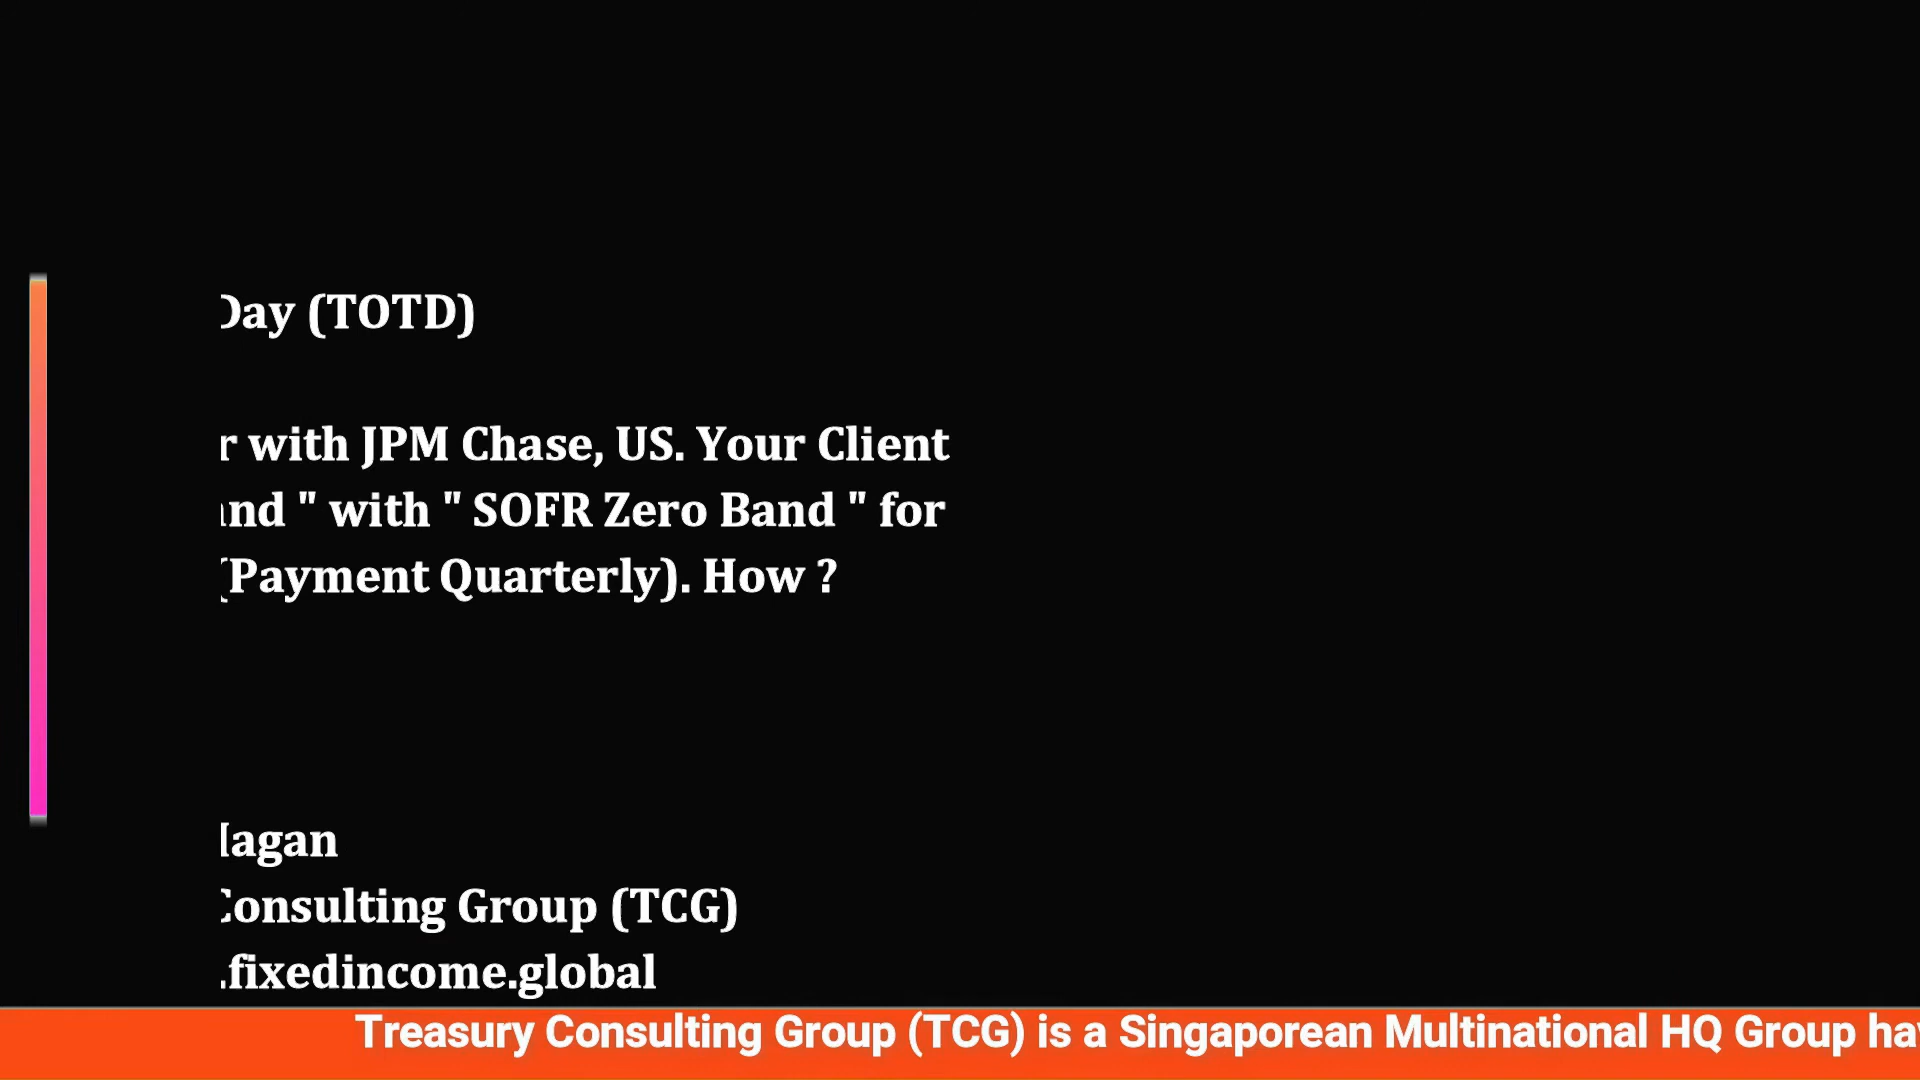 Day (TOTD)
r with JPM Chase, US. Your Client
nd " with " SOFR Zero Band " for
(Payment Quarterly). How ?
agan
Consulting Group (TCG)
.fixedincome.global
Treasury Consulting Group (TCG) is a Singaporean Multinational HQ Group ha